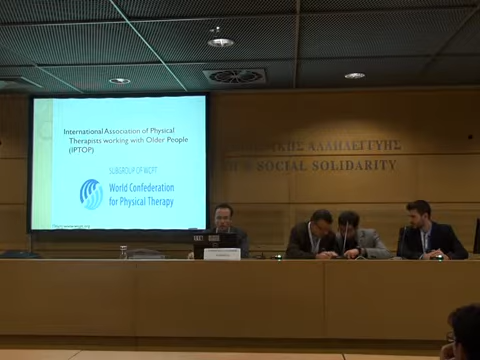 International Association of Physical
Therapists working with Older People
(IPTOP)
SUBGROUP OF WCPT
World Confederation
for Physical Therapy
ΑΛΛΗΛΕΓΓΥΗΣ
SOCIAL SOLIDARITY